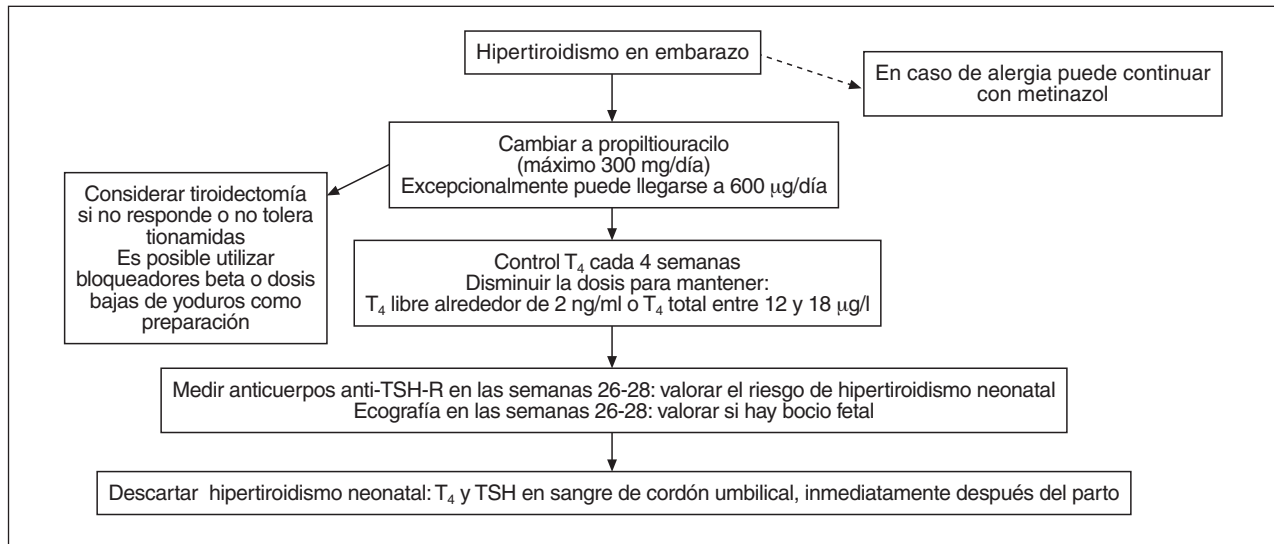 Hipertiroidismo en embarazo
En caso de alergia puede continuar
con metinazol
Cambiar a propiltiouracilo
(máximo 300 mg/día)
Excepcionalmente puede llegarse a 600 μg/día
Considerar tiroidectomía
si no responde o no tolera
tionamidas
Es posible utilizar
bloqueadores beta o dosis
bajas de yoduros como
preparación
Control T₄ cada 4 semanas
Disminuir la dosis para mantener:
T₄ libre alrededor de 2 ng/ml o T₄ total entre 12 y 18 μg/l
Medir anticuerpos anti-TSH-R en las semanas 26-28: valorar el riesgo de hipertiroidismo neonatal
Ecografía en las semanas 26-28: valorar si hay bocio fetal
Descartar hipertiroidismo neonatal: T₄ y TSH en sangre de cordón umbilical, inmediatamente después del parto